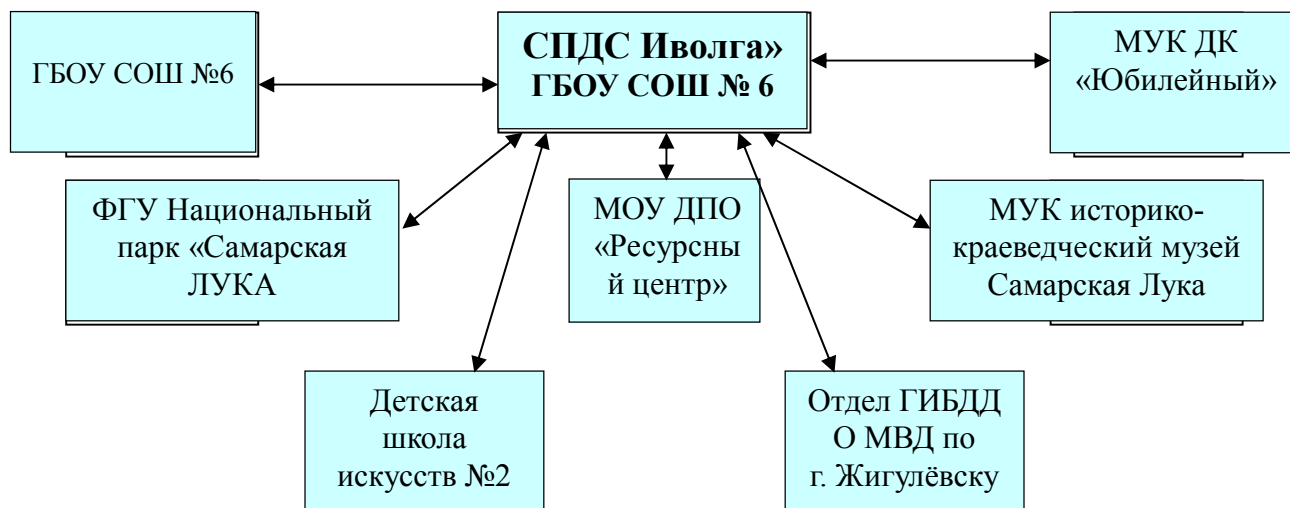 ГБОУ СОШ №6
СПДС Иволга»
ГБОУ СОШ № 6
МУК ДК
«Юбилейный»
ФГУ Национальный
парк «Самарская
ЛУКА
МОУ ДПО
«Ресурсны
й центр»
МУК историко-
краеведческий музей
Самарская Лука
Детская
школа
искусств №2
Отдел ГИБДД
О МВД по
г. Жигулёвску